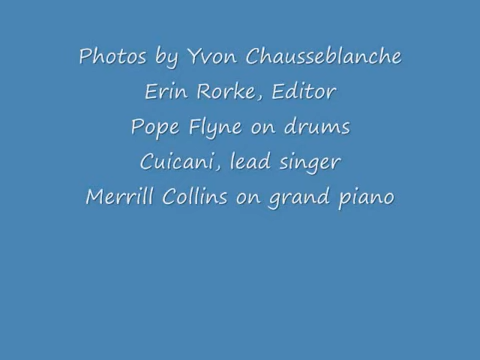 Photos by Yvon Chausseblanche
Erin Rorke, Editor
Pope Flyne on drums
Cuicani, lead singer
Merrill Collins on grand piano